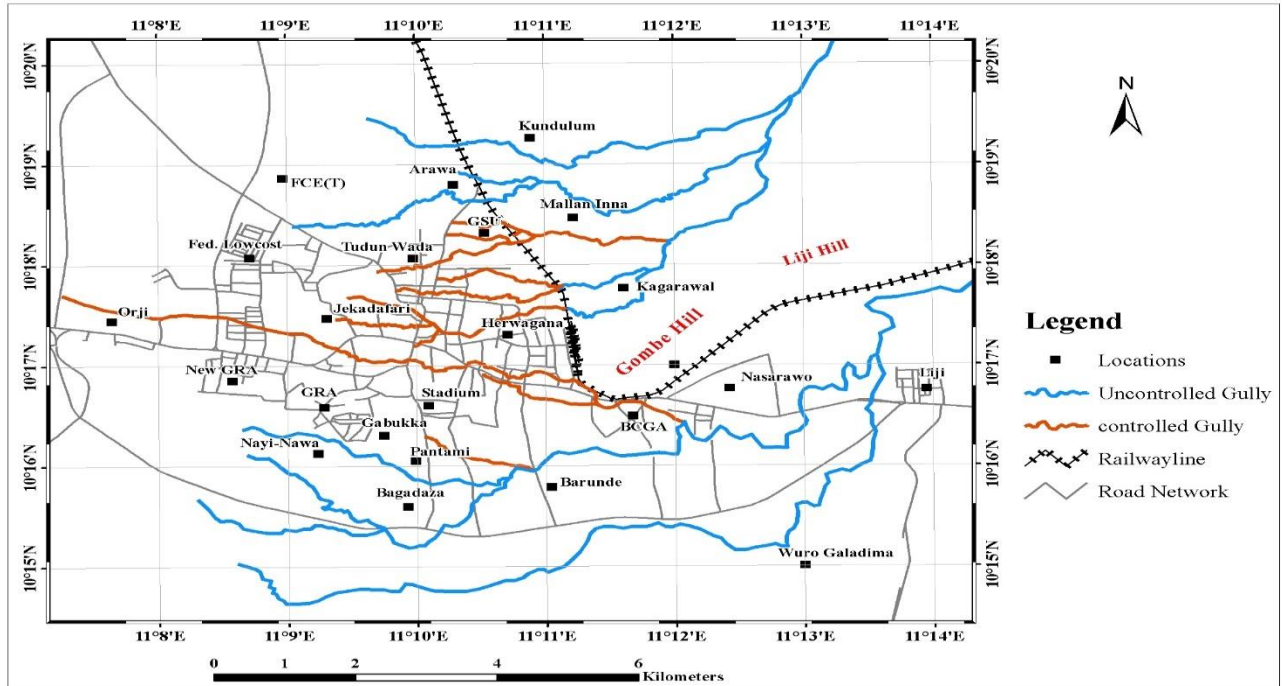 11°8'E 11°9'E 11°10'E 11°11'E 11°12'E 11°13'E 11°14'E
10°20'N 10°20'N
N
Kundulum
10°19'N 10°19'N
Arawa
FCE(T)
Mallan Inna
GSU
Fed. Lowcost Tudun Wada
10°18'N Liji Hill 10°18'N
Kagarawal
Orji Jekadafari
Herwagana Gombe Hill
Legend
Locations
10°17'N 10°17'N
New GRA Nasarawo Liji
GRA Stadium
Uncontrolled Gully
BCGA
controlled Gully
Gabukka
Nayi-Nawa Pantami
Railwayline
10°16'N 10°16'N
Barunde
Road Network
Bagadaza
Wuro Galadima
10°15'N 10°15'N
11°8'E 11°9'E 11°10'E 11°11'E 11°12'E 11°13'E 11°14'E
0 1 2 4 6
Kilometers